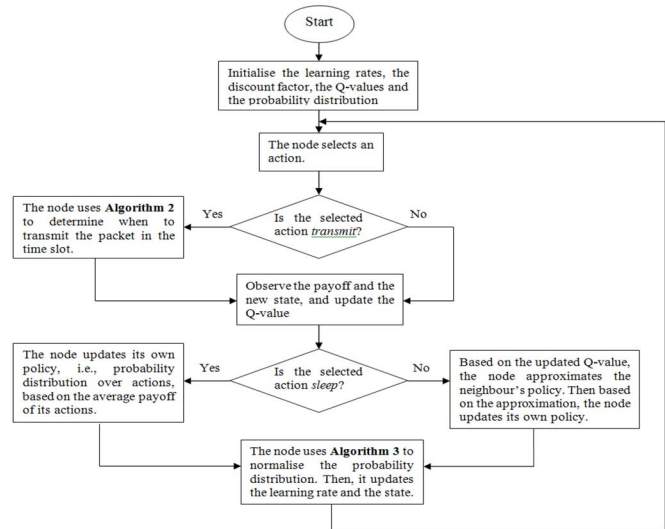 Start
Initialise the learning rates, the
discount factor, the Q-values and
the probability distribution
The node selects an
action.
Is the selected
action transmit?
Yes
No
The node uses Algorithm 2
to determine when to
transmit the packet in the
time slot.
Observe the payoff and the
new state, and update the
Q-value
Is the selected
action sleep?
Yes
No
The node updates its own
policy, i.e., probability
distribution over actions,
based on the average payoff
of its actions.
Based on the updated Q-value,
the node approximates the
neighbour's policy. Then based
on the approximation, the node
updates its own policy.
The node uses Algorithm 3 to
normalise the probability
distribution. Then, it updates
the learning rate and the state.